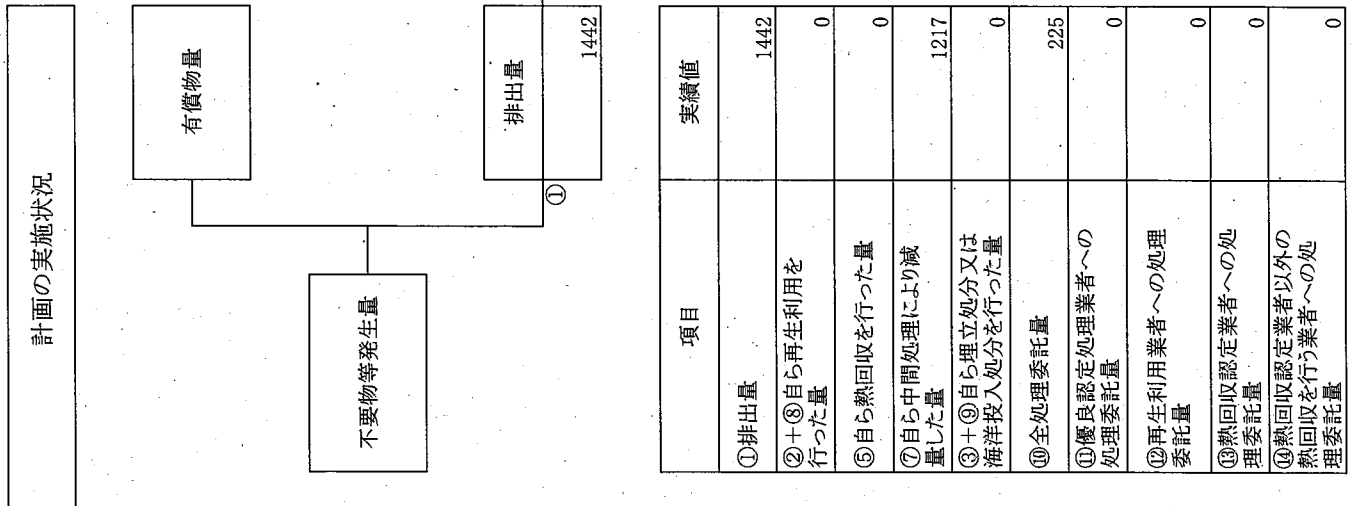 計画の実施状況
不要物等発生量
有償物量
排出量
①
1442
項目
実績値
①排出量
1442
②+⑧自ら再生利用を
行った量
0
⑤自ら熱回収を行った量
0
⑦自ら中間処理により減
量した量
1217
③+⑨自ら埋立処分又は
海洋投入処分を行った量
0
⑩全処理委託量
225
⑪優良認定処理業者への
処理委託量
0
⑫再生利用業者への処理
委託量
0
⑬熱回収認定業者への処
理委託量
0
⑭熱回収認定業者以外の
熱回収を行う業者への処
理委託量
0